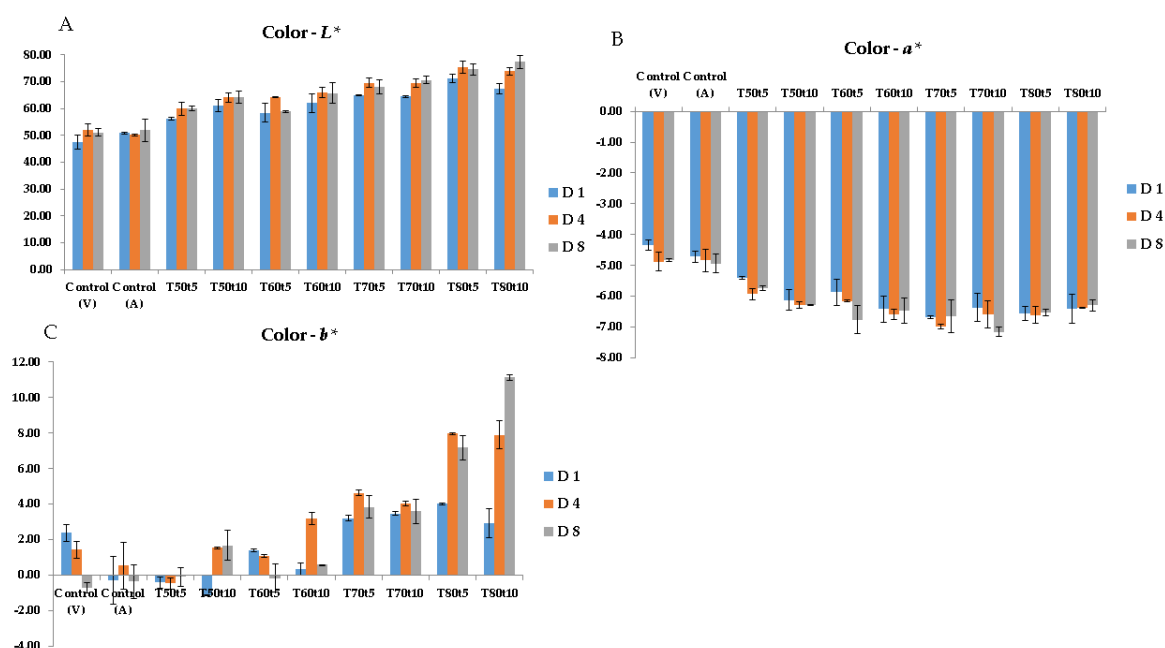 A
Color - L*
80.00
70.00
60.00
50.00
40.00
30.00
20.00
10.00
0.00
Control (V) Control (A) T50t5 T50t10 T60t5 T60t10 T70t5 T70t10 T80t5 T80t10
D 1
D 4
D 8
B
Color - a*
Control (V) Control (A) T50t5 T50t10 T60t5 T60t10 T70t5 T70t10 T80t5 T80t10
0.00
-1.00
-2.00
-3.00
-4.00
-5.00
-6.00
-7.00
-8.00
D 1
D 4
D 8
C
Color - b*
12.00
10.00
8.00
6.00
4.00
2.00
0.00
-2.00
-4.00
Control (V) Control (A) T50t5 T50t10 T60t5 T60t10 T70t5 T70t10 T80t5 T80t10
D 1
D 4
D 8